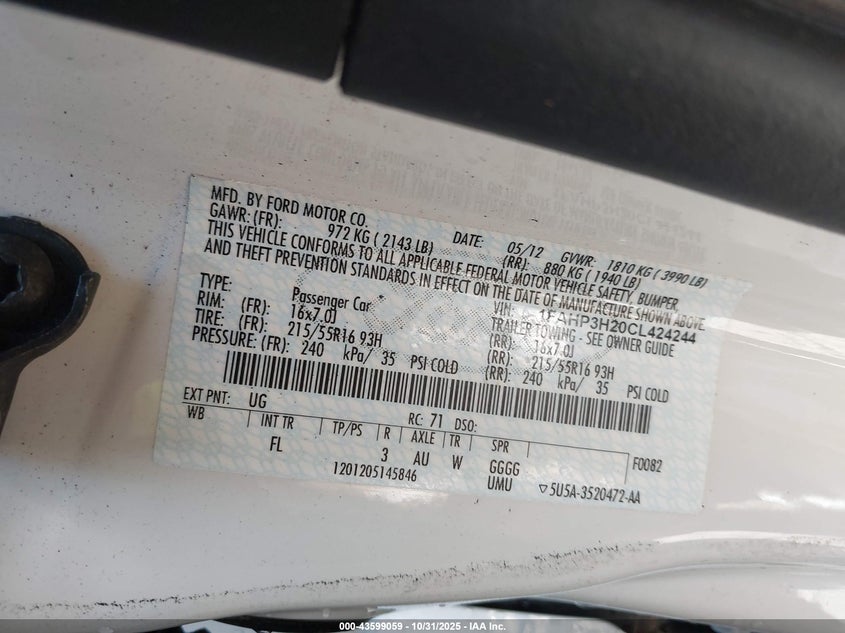 MFD. BY FORD MOTOR CO.
DATE: 05/12 GVWR: 1810 KG ( 3990 LB)
GAWR: (FR): 972 KG ( 2143 LB) (RR): 880 KG ( 1940 LB)
THIS VEHICLE CONFORMS TO ALL APPLICABLE FEDERAL MOTOR VEHICLE SAFETY, BUMPER
AND THEFT PREVENTION STANDARDS IN EFFECT ON THE DATE OF MANUFACTURE SHOWN ABOVE.
VIN: 1FAHP3H20CL424244
TYPE: Passenger Car TRAILER TOWING - SEE OWNER GUIDE
RIM: (FR): 16x7.0J (RR): 16x7.0J
TIRE: (FR): 215/55R16 93H (RR): 215/55R16 93H
PRESSURE: (FR): 240 kPa/ 35 PSI COLD (RR): 240 kPa/ 35 PSI COLD
EXT PNT: UG RC: 71 DSO:
WB INT TR TP/PS R AXLE TR SPR F0082
FL 3 AU W GGGG
1201205145846 UMU ▽5U5A-3520472-AA
000-43599059 - 10/31/2025 - IAA Inc.